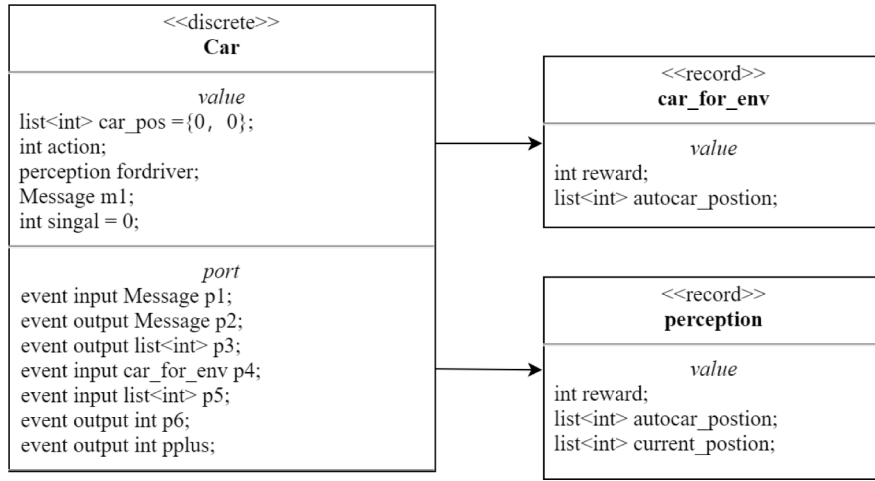 <<discrete>>
Car
value
list<int> car_pos ={0, 0};
int action;
perception fordriver;
Message m1;
int singal = 0;
port
event input Message p1;
event output Message p2;
event output list<int> p3;
event input car_for_env p4;
event input list<int> p5;
event output int p6;
event output int pplus;
<<record>>
car_for_env
value
int reward;
list<int> autocar_postion;
<<record>>
perception
value
int reward;
list<int> autocar_postion;
list<int> current_postion;